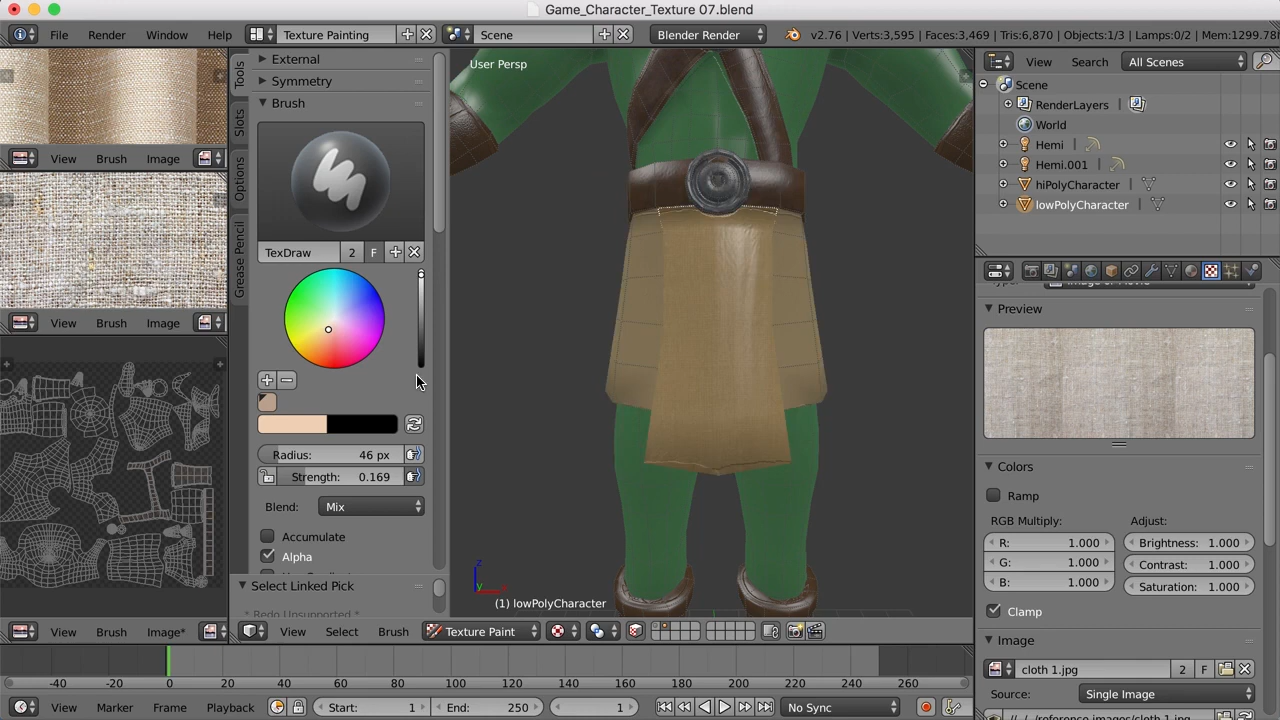 Game_Character_Texture 07.blend
File Render Window Help Texture Painting Scene Blender Render v2.76 | Verts:3,595 | Faces:3,469 | Tris:6,870 | Objects:1/3 | Lamps:0/2 | Mem:1299.78
View Brush Image
View Brush Image
View Brush Image*
Tools
Slots
Options
Grease Pencil
External
Symmetry
Brush
TexDraw 2 F
Radius: 46 px
Strength: 0.169
Blend: Mix
Accumulate
Alpha
Select Linked Pick
* Redo Unsupported *
User Persp
(1) lowPolyCharacter
View Select Brush Texture Paint
View Search All Scenes
Scene
RenderLayers
World
Hemi
Hemi.001
hiPolyCharacter
lowPolyCharacter
Preview
Colors
Ramp
RGB Multiply: Adjust:
R: 1.000 Brightness: 1.000
G: 1.000 Contrast: 1.000
B: 1.000 Saturation: 1.000
Clamp
Image
cloth 1.jpg 2 F
Source: Single Image
-40 -20 0 20 40 60 80 100 120 140 160 180 200 220 240 260
View Marker Frame Playback Start: 1 End: 250 1 No Sync